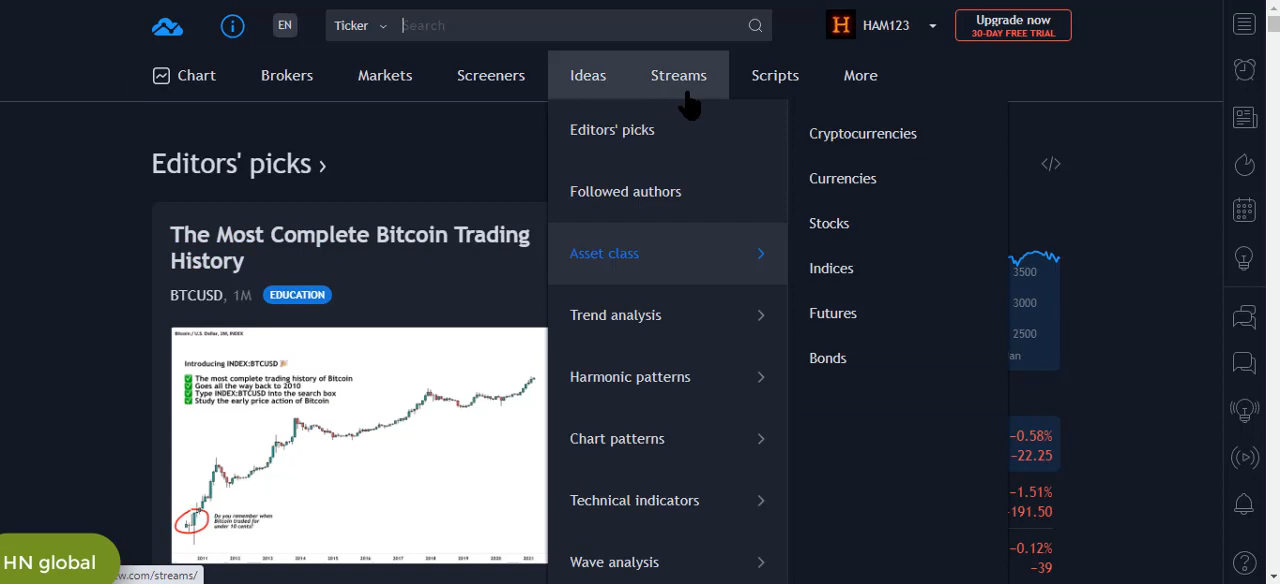 EN
Ticker
Search
HAM123
Upgrade now
30-DAY FREE TRIAL
Chart
Brokers
Markets
Screeners
Ideas
Streams
Scripts
More
Editors' picks ›
The Most Complete Bitcoin Trading
History
BTCUSD, 1M
EDUCATION
Bitcoin / U.S. Dollar, 1M, INDEX
Introducing INDEX:BTCUSD
The most complete trading history of Bitcoin
Goes all the way back to 2010
Type INDEX:BTCUSD into the search box
Study the early price action of Bitcoin
Do you remember when
Bitcoin traded for
under 10 cents?
2011 2012 2013 2014 2015 2016 2017 2018 2019 2020 2021
Editors' picks
Followed authors
Asset class
Trend analysis
Harmonic patterns
Chart patterns
Technical indicators
Wave analysis
Cryptocurrencies
Currencies
Stocks
Indices
Futures
Bonds
3500
3000
2500
an
−0.58%
−22.25
−1.51%
191.50
−0.12%
−39
HN global
w.com/streams/